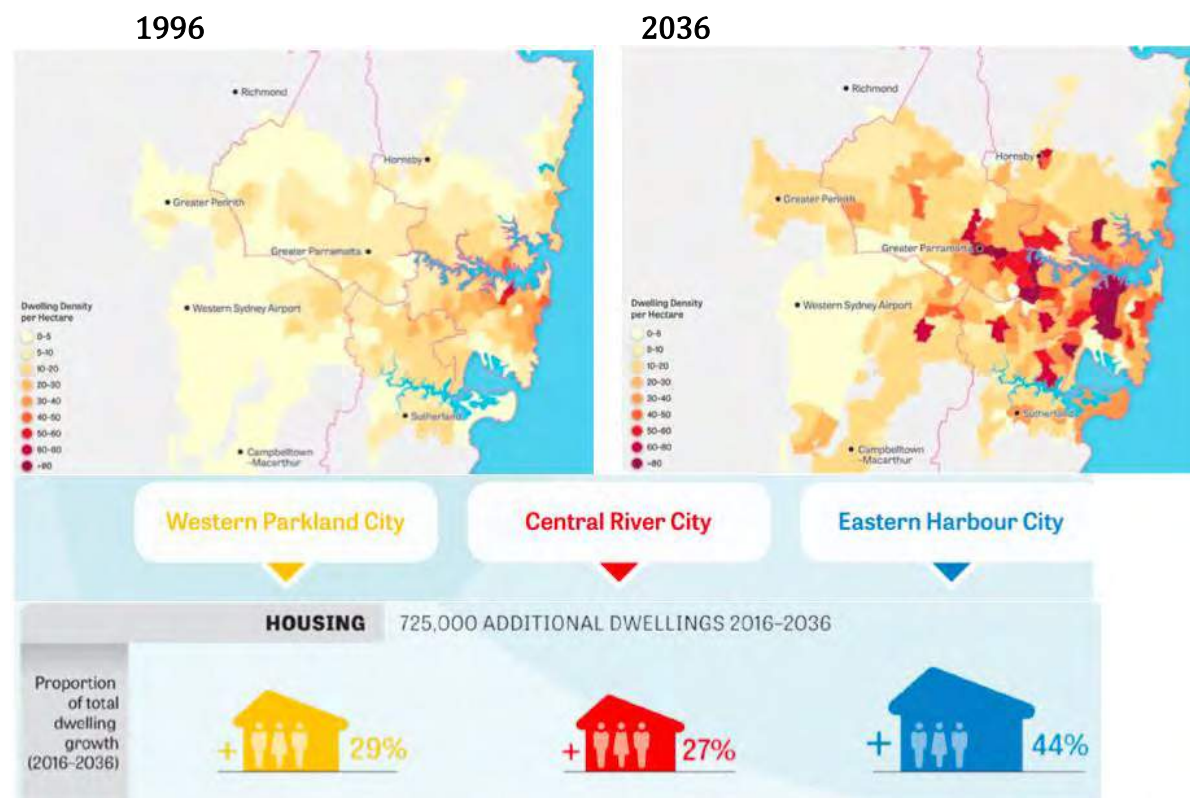 1996
2036
Richmond
Hornsby
Greater Penrith
Greater Parramatta
Western Sydney Airport
Dwelling Density
per Hectare
0-5
5-10
10-20
20-30
30-40
40-50
50-60
60-80
>80
Sutherland
Campbelltown
-Macarthur
Richmond
Hornsby
Greater Penrith
Greater Parramatta
Western Sydney Airport
Dwelling Density
per Hectare
0-5
5-10
10-20
20-30
30-40
40-50
50-60
60-80
>80
Sutherland
Campbelltown
-Macarthur
Western Parkland City
Central River City
Eastern Harbour City
HOUSING 725,000 ADDITIONAL DWELLINGS 2016–2036
Proportion
of total
dwelling
growth
(2016–2036)
+ 29%
+ 27%
+ 44%